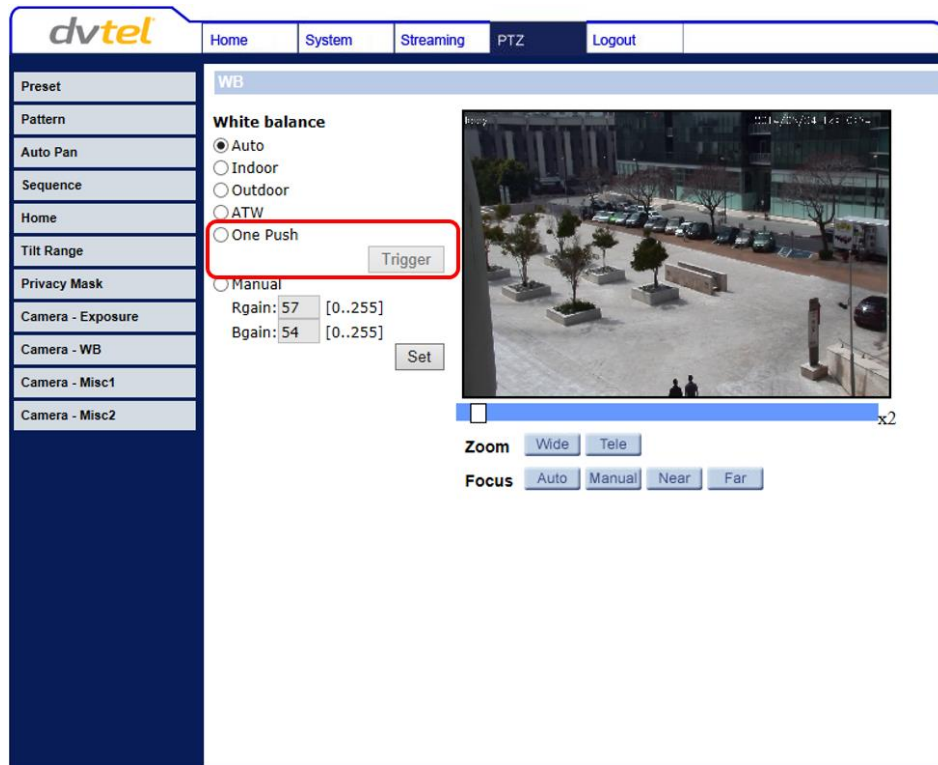 dvtel
Home System Streaming PTZ Logout
WB
Preset
Pattern
Auto Pan
Sequence
Home
Tilt Range
Privacy Mask
Camera - Exposure
Camera - WB
Camera - Misc1
Camera - Misc2
White balance
Auto
Indoor
Outdoor
ATW
One Push
Trigger
Manual
Rgain: 57 [0..255]
Bgain: 54 [0..255]
Set
x2
Zoom Wide Tele
Focus Auto Manual Near Far